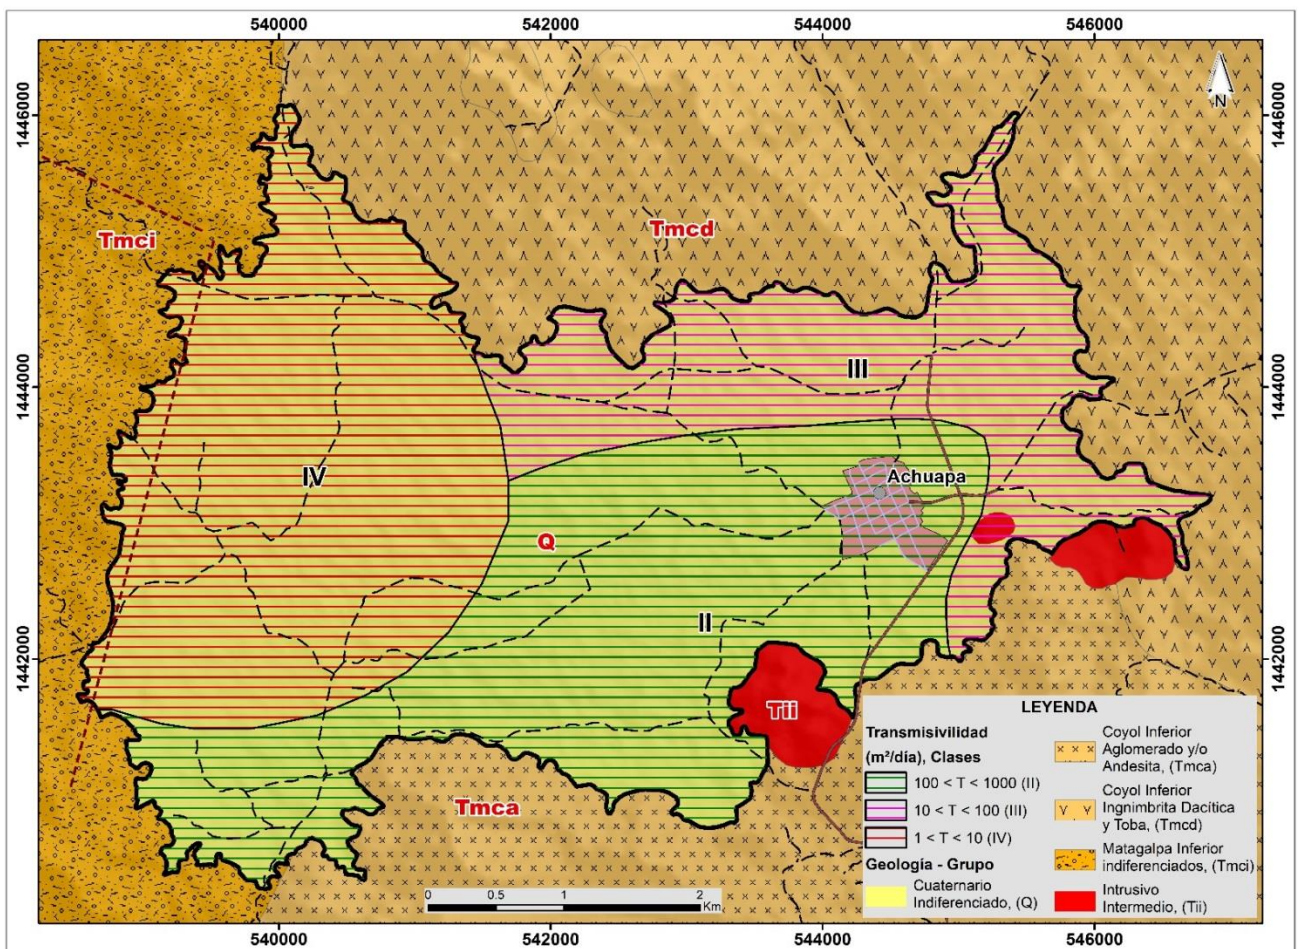 540000
542000
544000
546000
1446000
1446000
N
Tmci
Tmcd
1444000
1444000
III
IV
Achuapa
Q
II
1442000
1442000
Tii
Tmca
LEYENDA
Transmisividad
(m²/día), Clases
100 < T < 1000 (II)
10 < T < 100 (III)
1 < T < 10 (IV)
Geología - Grupo
Cuaternario
Indiferenciado, (Q)
Coyol Inferior
Aglomerado y/o
Andesita, (Tmca)
Coyol Inferior
Ingnimbrita Dacítica
y Toba, (Tmcd)
Matagalpa Inferior
indiferenciados, (Tmci)
Intrusivo
Intermedio, (Tii)
0 0.5 1 2
Km.
540000
542000
544000
546000